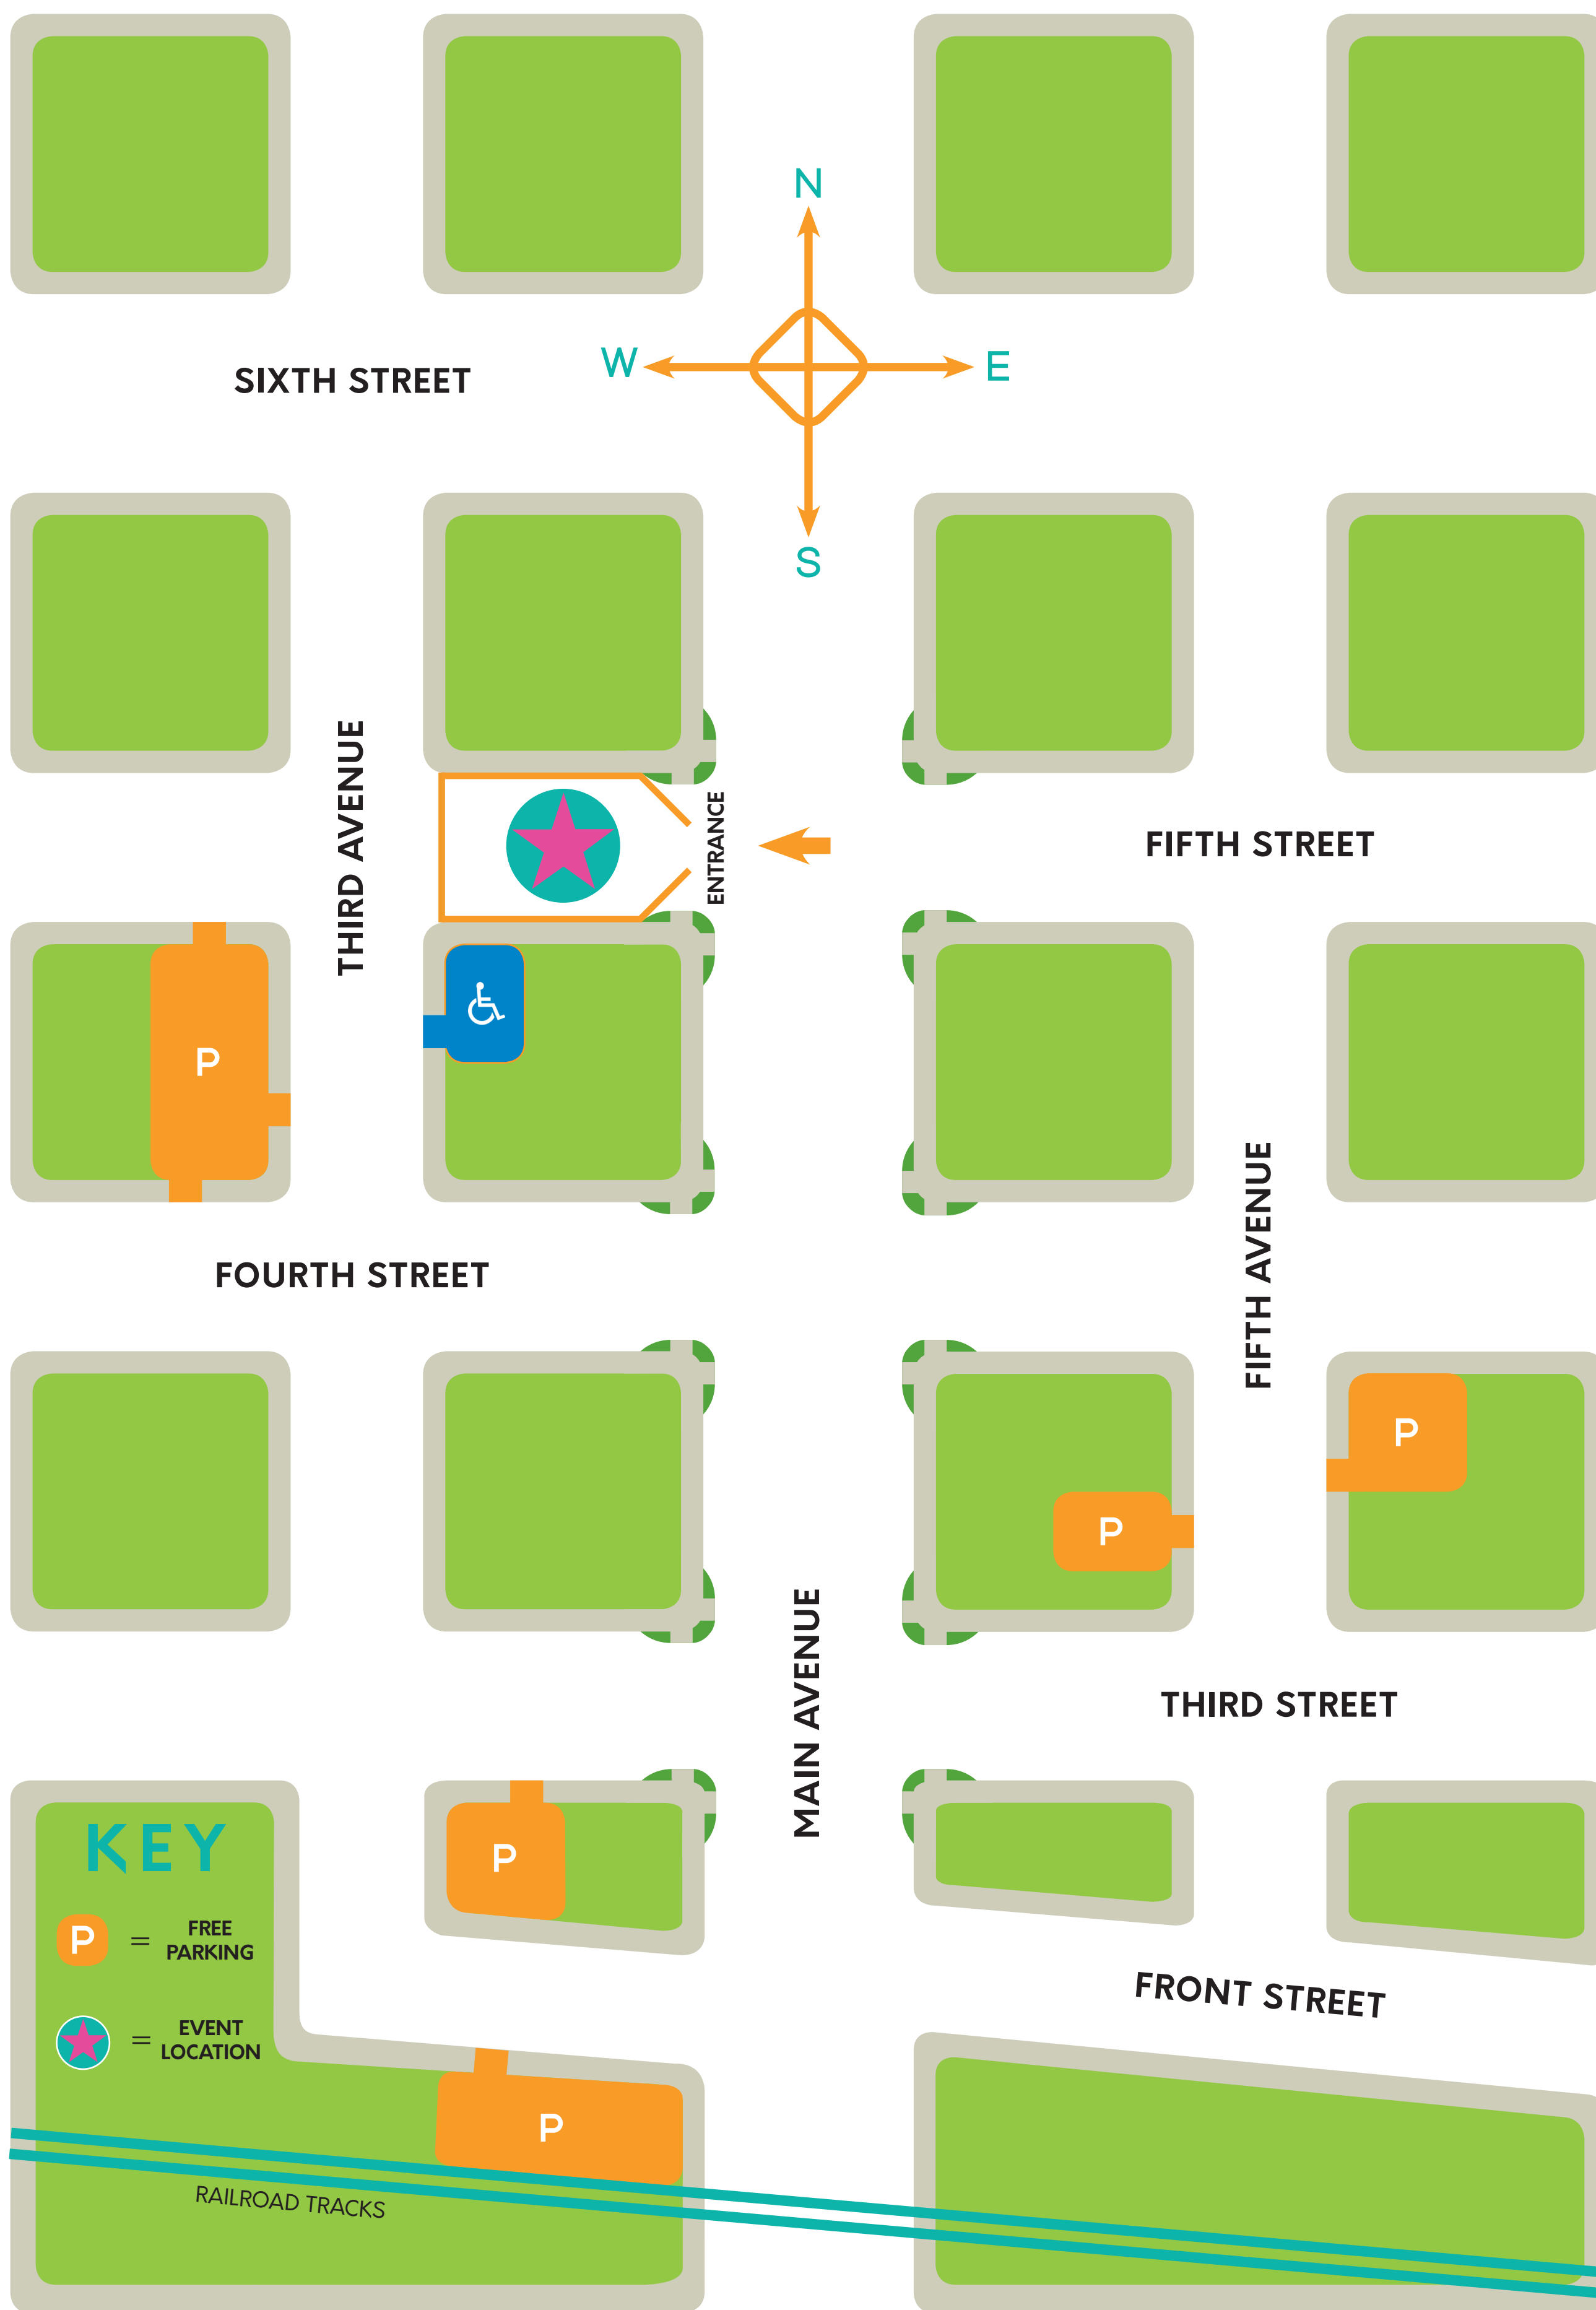 N
W
E
S
SIXTH STREET
THIRD AVENUE
ENTRANCE
FIFTH STREET
P
FOURTH STREET
FIFTH AVENUE
P
P
MAIN AVENUE
THIRD STREET
KEY
P = FREE
PARKING
= EVENT
LOCATION
P
FRONT STREET
P
RAILROAD TRACKS